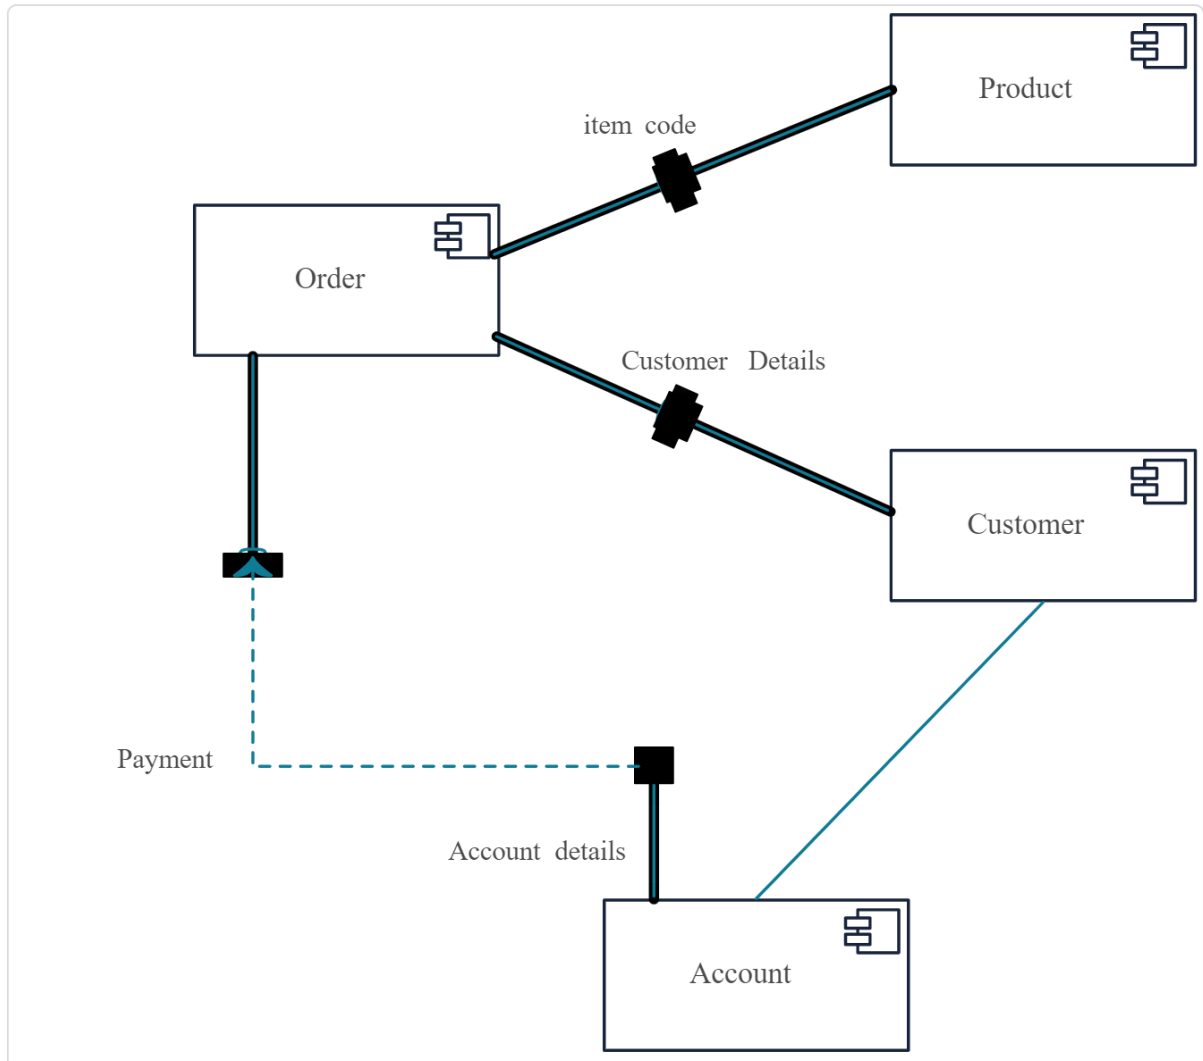 Product
item code
Order
Customer Details
Customer
Payment
Account details
Account